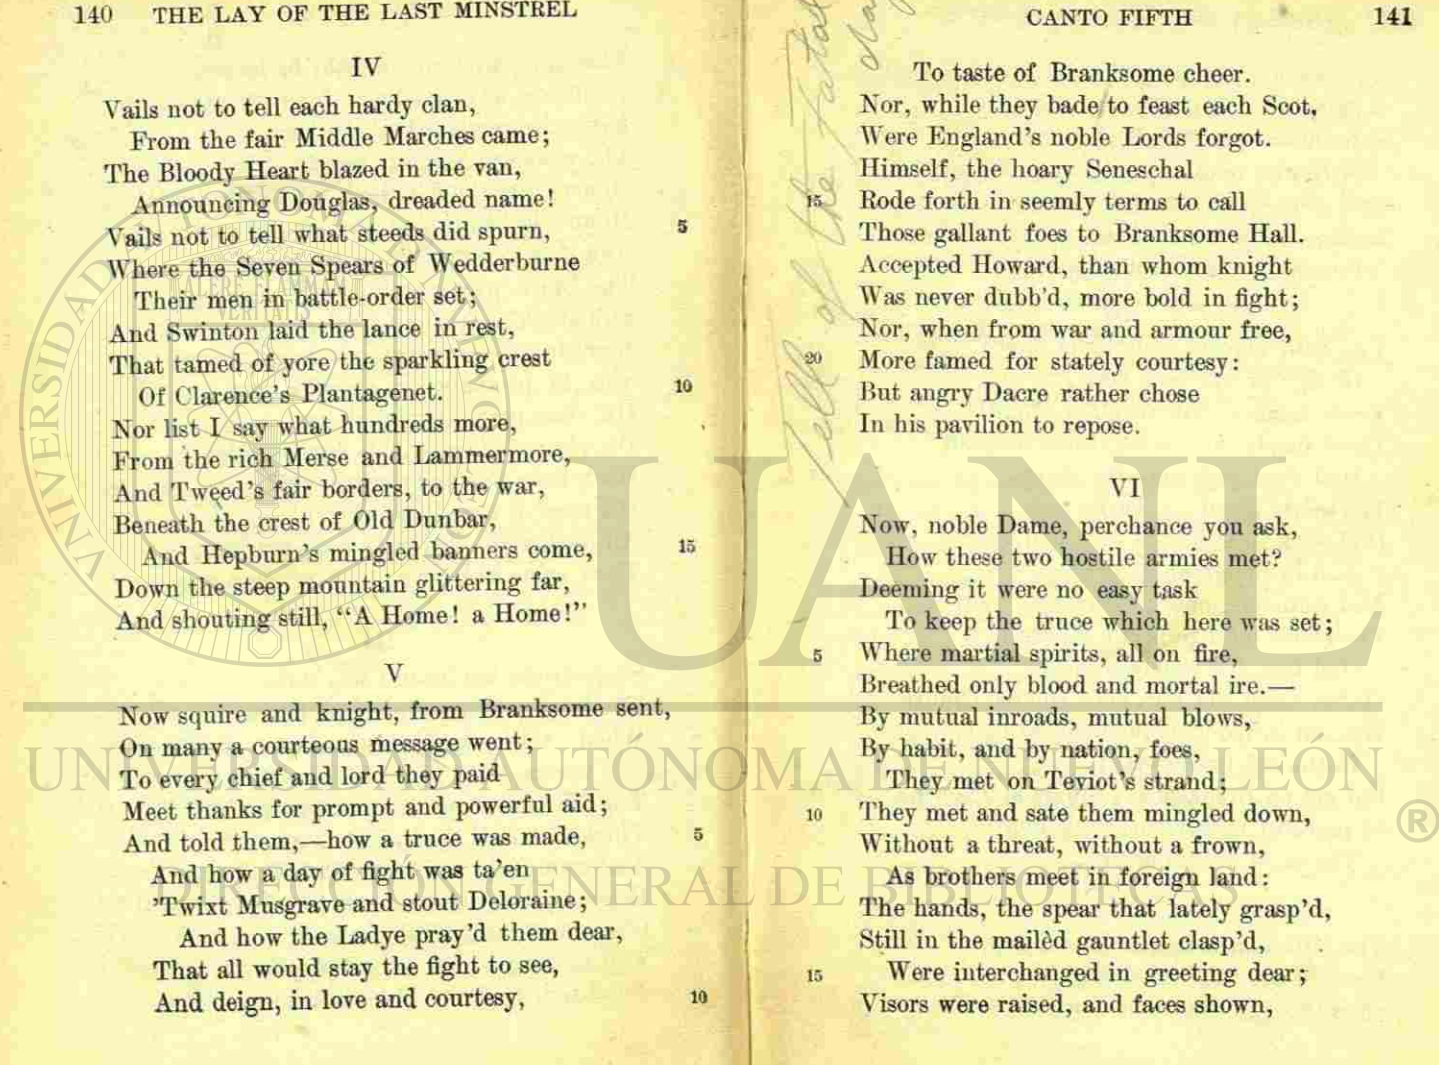 140 THE LAY OF THE LAST MINSTREL
IV
Vails not to tell each hardy clan,
From the fair Middle Marches came;
The Bloody Heart blazed in the van,
Announcing Douglas, dreaded name!
Vails not to tell what steeds did spurn, 5
Where the Seven Spears of Wedderburne
Their men in battle-order set;
And Swinton laid the lance in rest,
That tamed of yore the sparkling crest
Of Clarence's Plantagenet. 10
Nor list I say what hundreds more,
From the rich Merse and Lammermore,
And Tweed's fair borders, to the war,
Beneath the crest of Old Dunbar,
And Hepburn's mingled banners come, 15
Down the steep mountain glittering far,
And shouting still, "A Home! a Home!"
V
Now squire and knight, from Branksome sent,
On many a courteous message went;
To every chief and lord they paid
Meet thanks for prompt and powerful aid;
And told them,—how a truce was made, 5
And how a day of fight was ta'en
'Twixt Musgrave and stout Deloraine;
And how the Ladye pray'd them dear,
That all would stay the fight to see,
And deign, in love and courtesy, 10
CANTO FIFTH 141
To taste of Branksome cheer.
Nor, while they bade to feast each Scot,
Were England's noble Lords forgot.
Himself, the hoary Seneschal
15 Rode forth in seemly terms to call
Those gallant foes to Branksome Hall.
Accepted Howard, than whom knight
Was never dubb'd, more bold in fight;
Nor, when from war and armour free,
20 More famed for stately courtesy:
But angry Dacre rather chose
In his pavilion to repose.
VI
Now, noble Dame, perchance you ask,
How these two hostile armies met?
Deeming it were no easy task
To keep the truce which here was set;
5 Where martial spirits, all on fire,
Breathed only blood and mortal ire.—
By mutual inroads, mutual blows,
By habit, and by nation, foes,
They met on Teviot's strand;
10 They met and sate them mingled down,
Without a threat, without a frown,
As brothers meet in foreign land:
The hands, the spear that lately grasp'd,
Still in the mailèd gauntlet clasp'd,
15 Were interchanged in greeting dear;
Visors were raised, and faces shown,
Tell of the fatal
UANL
UNIVERSIDAD AUTÓNOMA DE NUEVO LEÓN
®
DIRECCIÓN GENERAL DE BIBLIOTECAS